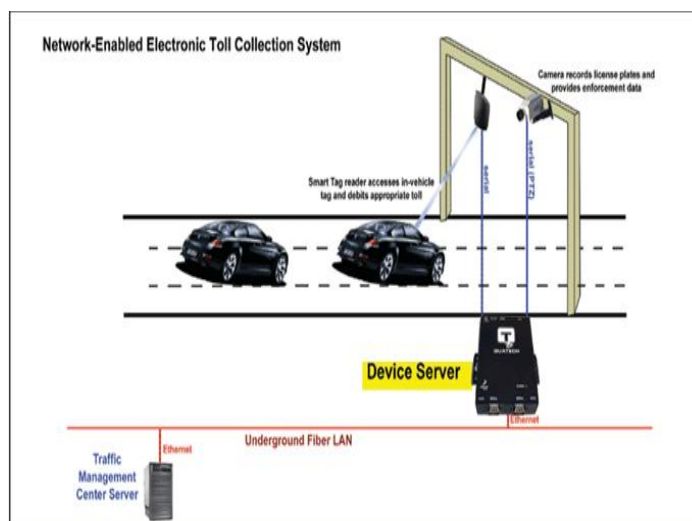 Network-Enabled Electronic Toll Collection System
Camera records license plates and
provides enforcement data
Smart Tag reader accesses in-vehicle
tag and debits appropriate toll
serial
serial (PTZ)
QUATECH
Device Server
Ethernet
Underground Fiber LAN
Ethernet
Traffic
Management
Center Server